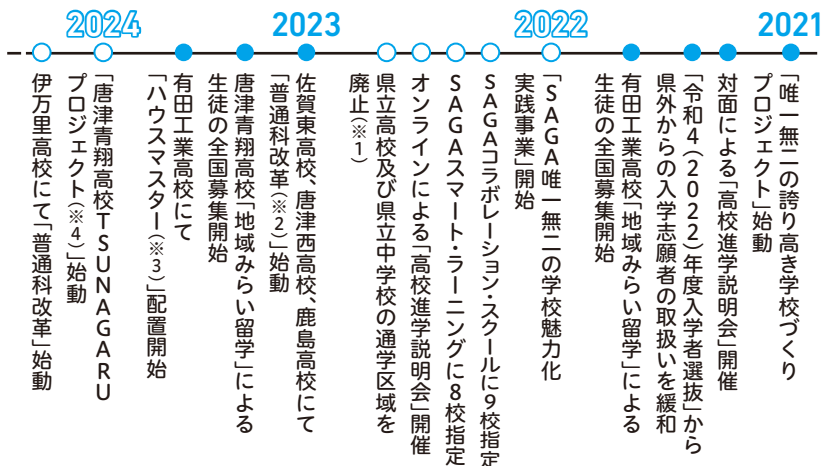 2021
「唯一無二の誇り高き学校づくり
プロジェクト」始動
対面による「高校進学説明会」開催
「令和4(2022)年度入学者選抜」から
県外からの入学志願者の取扱いを緩和
有田工業高校「地域みらい留学」による
生徒の全国募集開始
2022
「SAGA唯一無二の学校魅力化
実践事業」開始
SAGAコラボレーション・スクールに9校指定
SAGAスマート・ラーニングに8校指定
オンラインによる「高校進学説明会」開催
県立高校及び県立中学校の通学区域を
廃止(※1)
2023
佐賀東高校、唐津西高校、鹿島高校にて
「普通科改革(※2)」始動
唐津青翔高校「地域みらい留学」による
生徒の全国募集開始
有田工業高校にて
「ハウスマスター(※3)」配置開始
2024
「唐津青翔高校TSUNAGARU
プロジェクト(※4)」始動
伊万里高校にて「普通科改革」始動